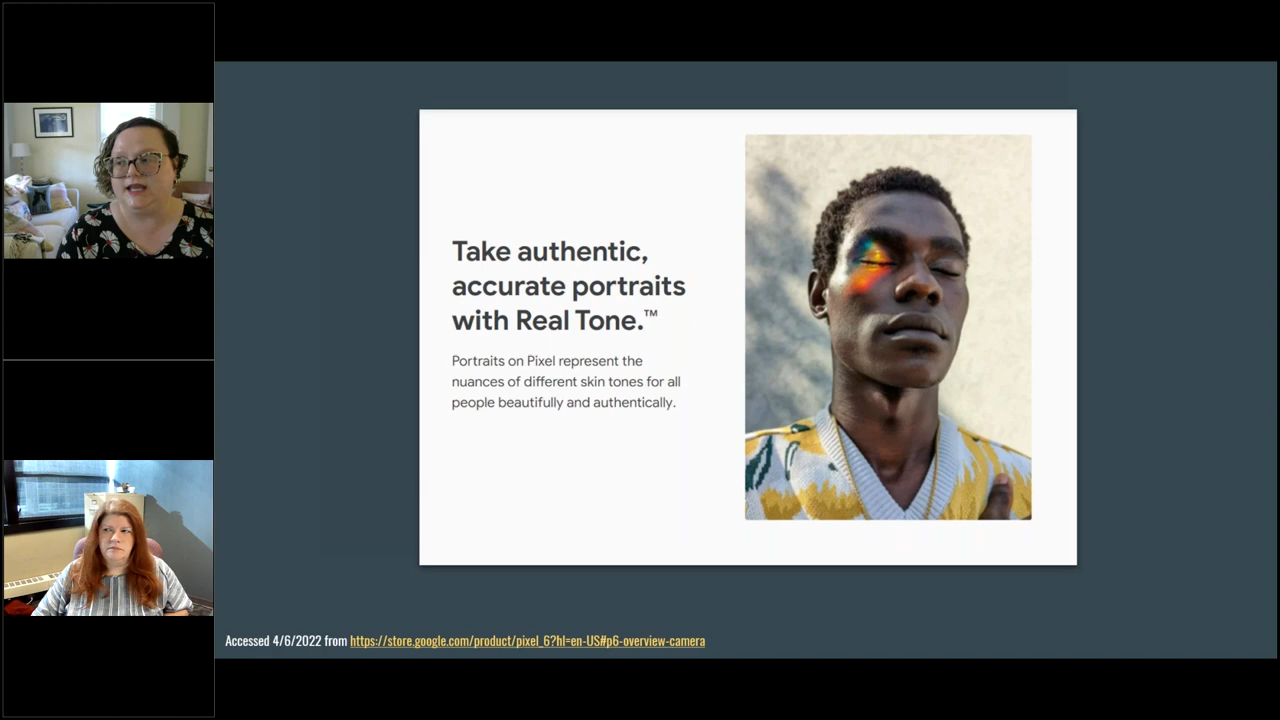 Take authentic,
accurate portraits
with Real Tone.™
Portraits on Pixel represent the
nuances of different skin tones for all
people beautifully and authentically.
Accessed 4/6/2022 from https://store.google.com/product/pixel_6?hl=en-US#p6-overview-camera